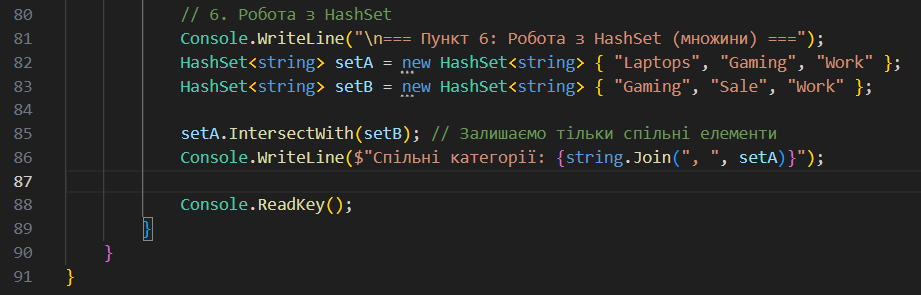 80 // 6. Робота з HashSet
81 Console.WriteLine("\n=== Пункт 6: Робота з HashSet (множини) ===");
82 HashSet<string> setA = new HashSet<string> { "Laptops", "Gaming", "Work" };
83 HashSet<string> setB = new HashSet<string> { "Gaming", "Sale", "Work" };
84
85 setA.IntersectWith(setB); // Залишаємо тільки спільні елементи
86 Console.WriteLine($"Спільні категорії: {string.Join(", ", setA)}");
87
88 Console.ReadKey();
89 }
90 }
91 }